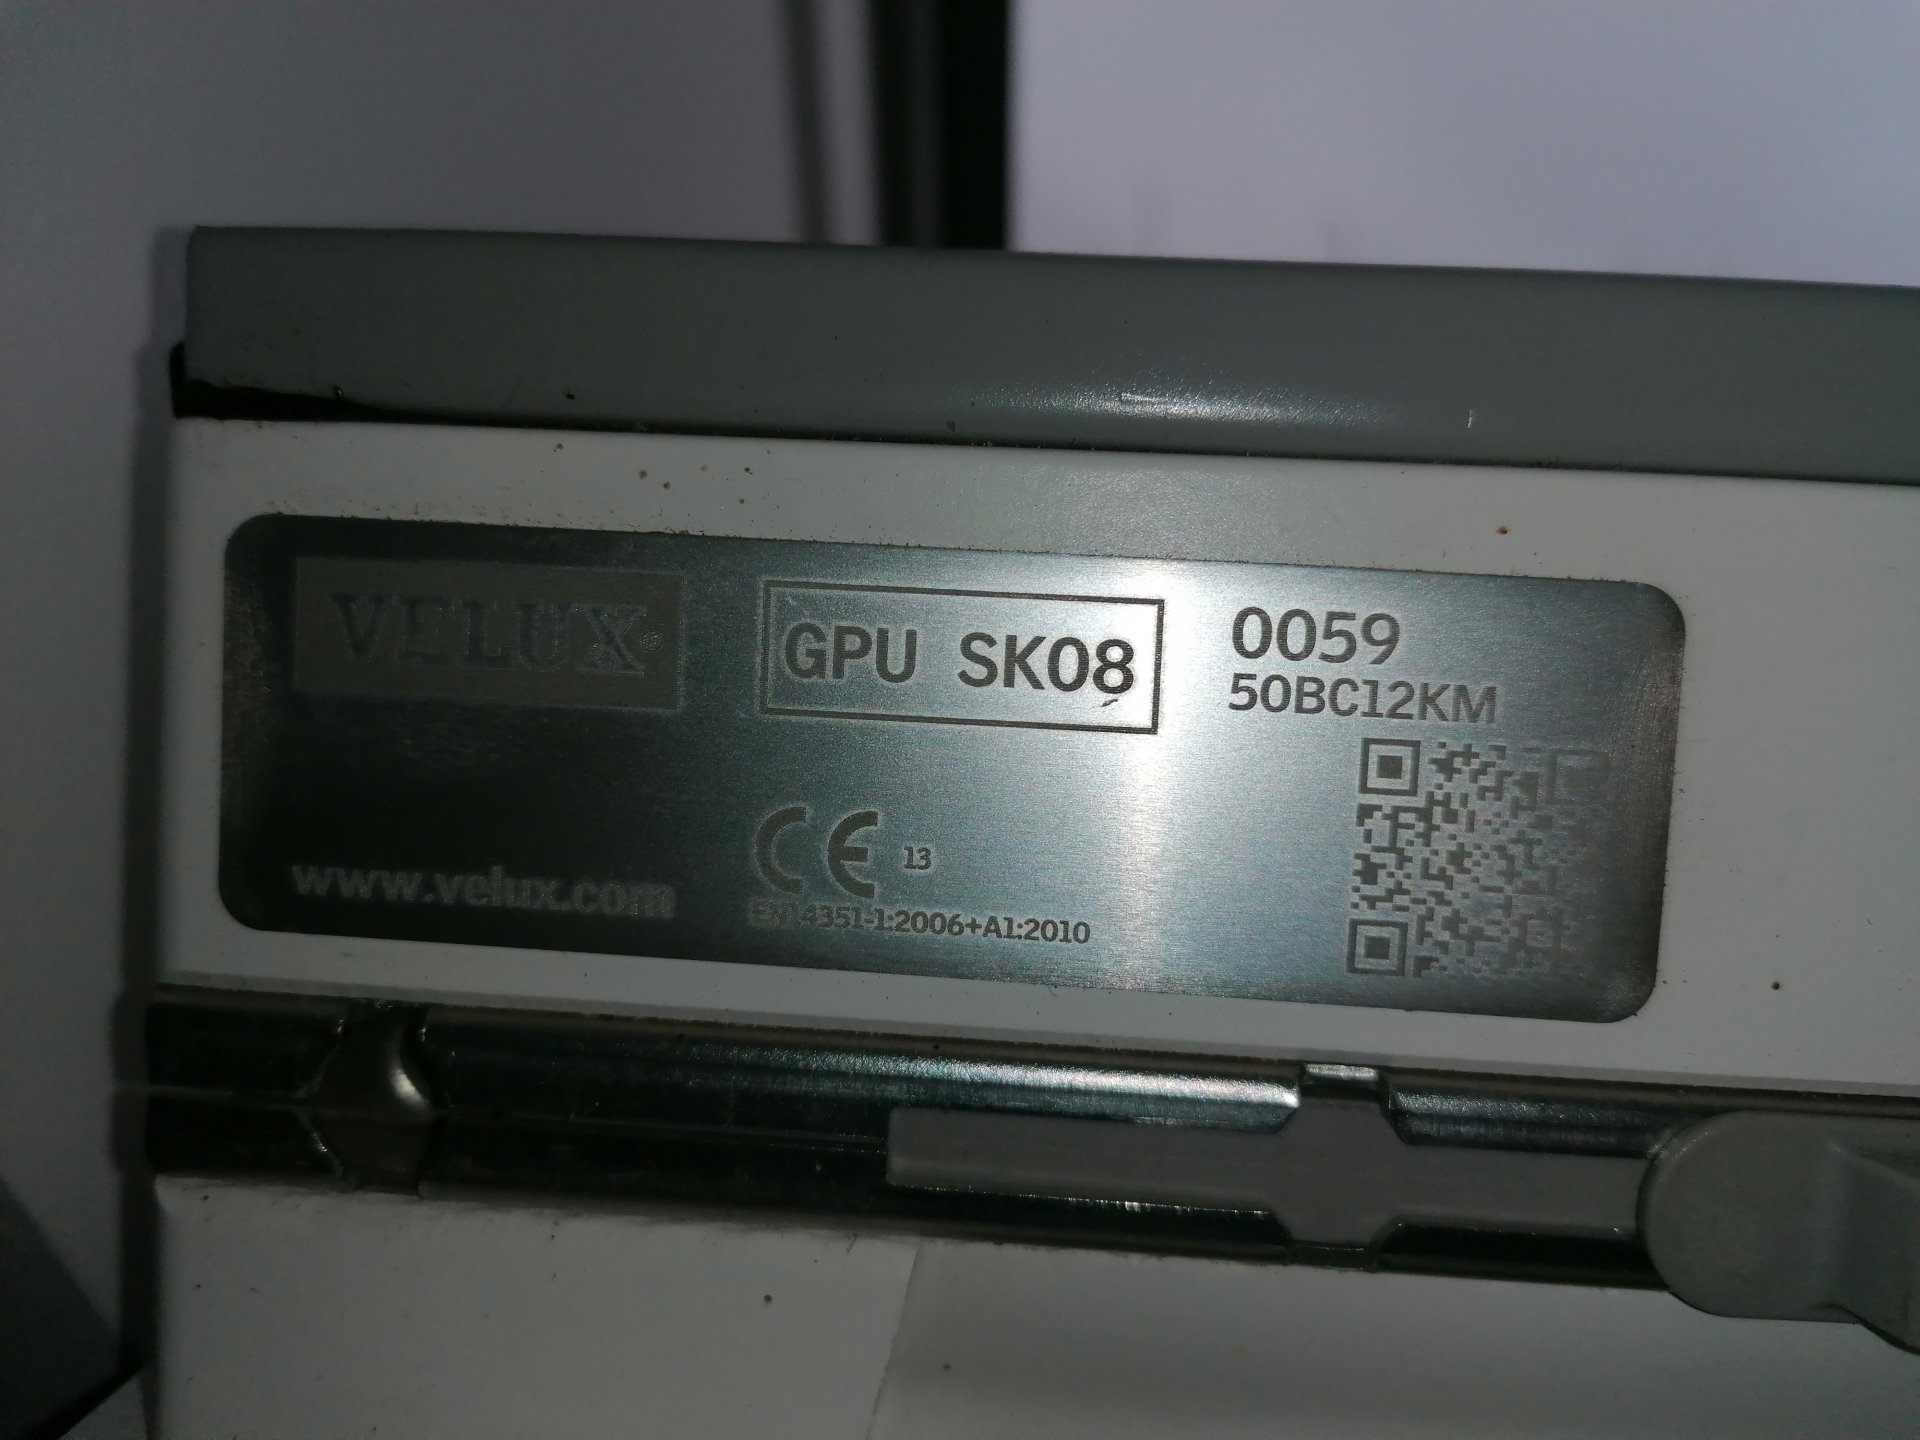 VELUX®
GPU SK08
0059
50BC12KM
CE 13
www.velux.com
EN14351-1:2006+A1:2010